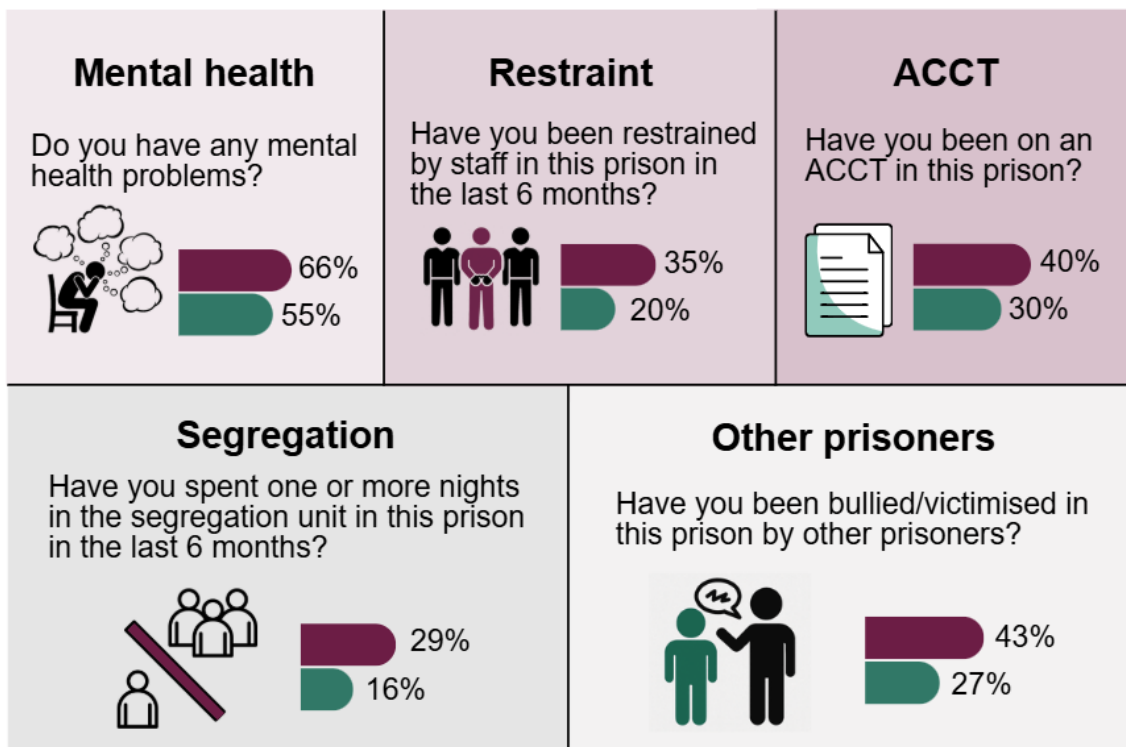 Mental health
Do you have any mental
health problems?
66%
55%
Restraint
Have you been restrained
by staff in this prison in
the last 6 months?
35%
20%
ACCT
Have you been on an
ACCT in this prison?
40%
30%
Segregation
Have you spent one or more nights
in the segregation unit in this prison
in the last 6 months?
29%
16%
Other prisoners
Have you been bullied/victimised in
this prison by other prisoners?
43%
27%